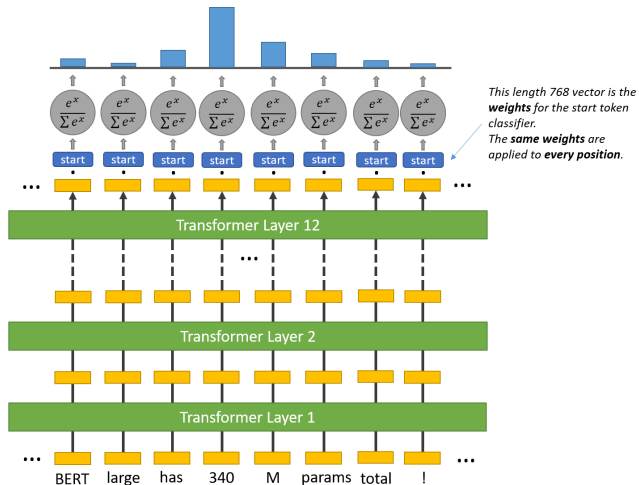 e^x / ∑ e^x e^x / ∑ e^x e^x / ∑ e^x e^x / ∑ e^x e^x / ∑ e^x e^x / ∑ e^x e^x / ∑ e^x e^x / ∑ e^x
This length 768 vector is the
weights for the start token
classifier.
The same weights are
applied to every position.
start start start start start start start start
... ...
Transformer Layer 12
...
Transformer Layer 2
Transformer Layer 1
... ...
BERT large has 340 M params total !